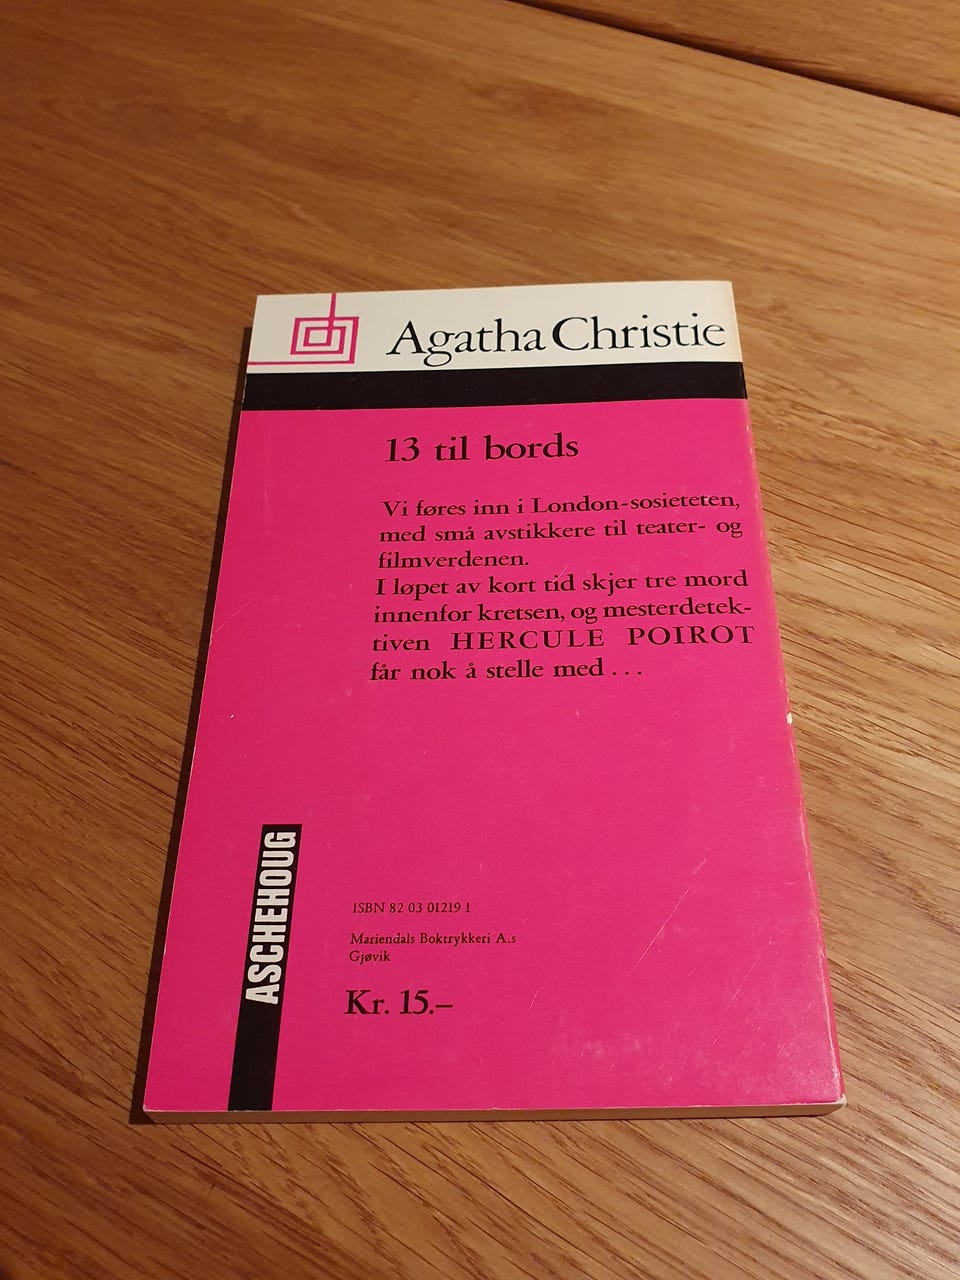 Agatha Christie
13 til bords
Vi føres inn i London-sosieteten,
med små avstikkere til teater- og
filmverdenen.
I løpet av kort tid skjer tre mord
innenfor kretsen, og mesterdetek-
tiven HERCULE POIROT
får nok å stelle med ...
ASCHEHOUG
ISBN 82 03 01219 1
Mariendals Boktrykkeri A.s
Gjøvik
Kr. 15.–